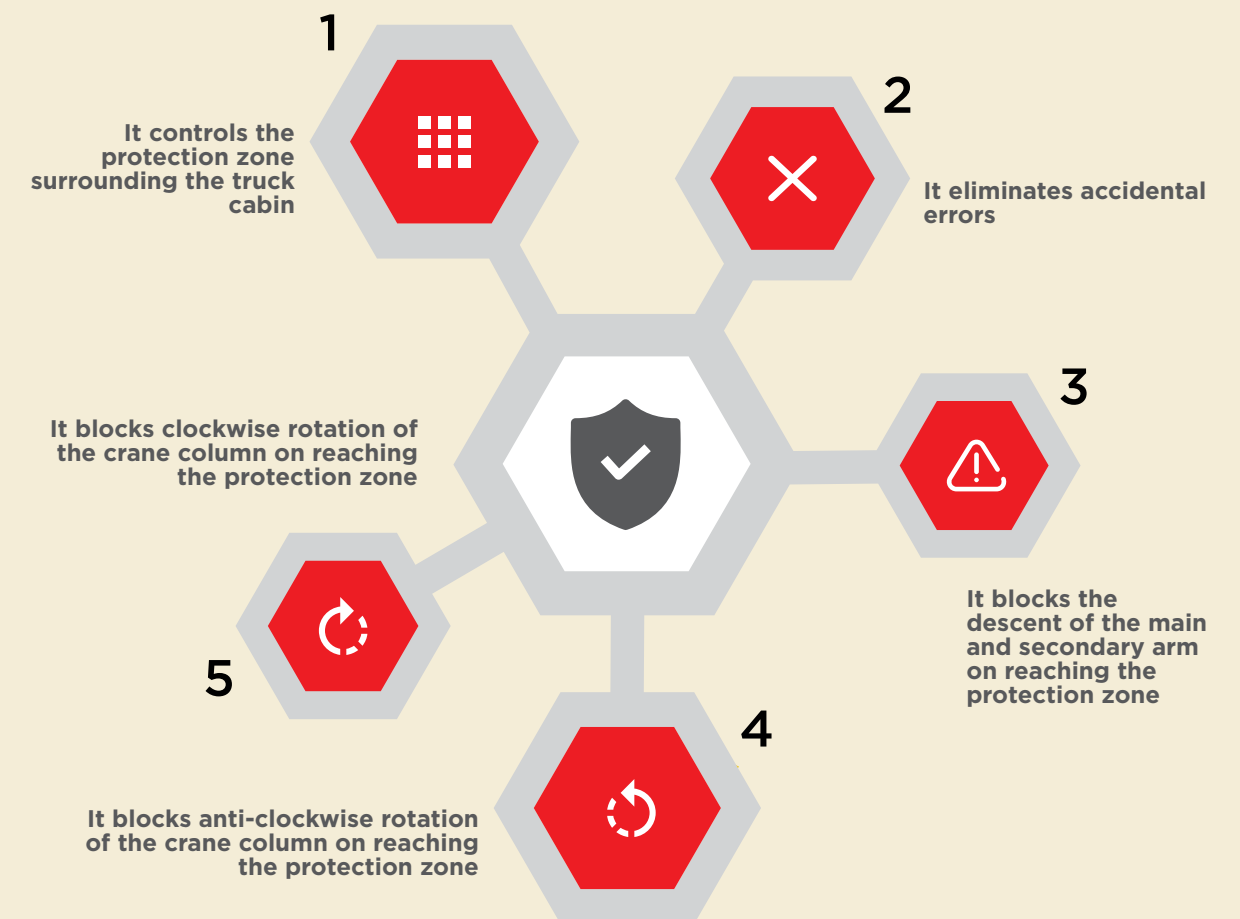 1
It controls the
protection zone
surrounding the truck
cabin
2
It eliminates accidental
errors
3
It blocks the
descent of the main
and secondary arm
on reaching the
protection zone
4
It blocks anti-clockwise rotation
of the crane column on reaching
the protection zone
5
It blocks clockwise rotation of
the crane column on reaching
the protection zone